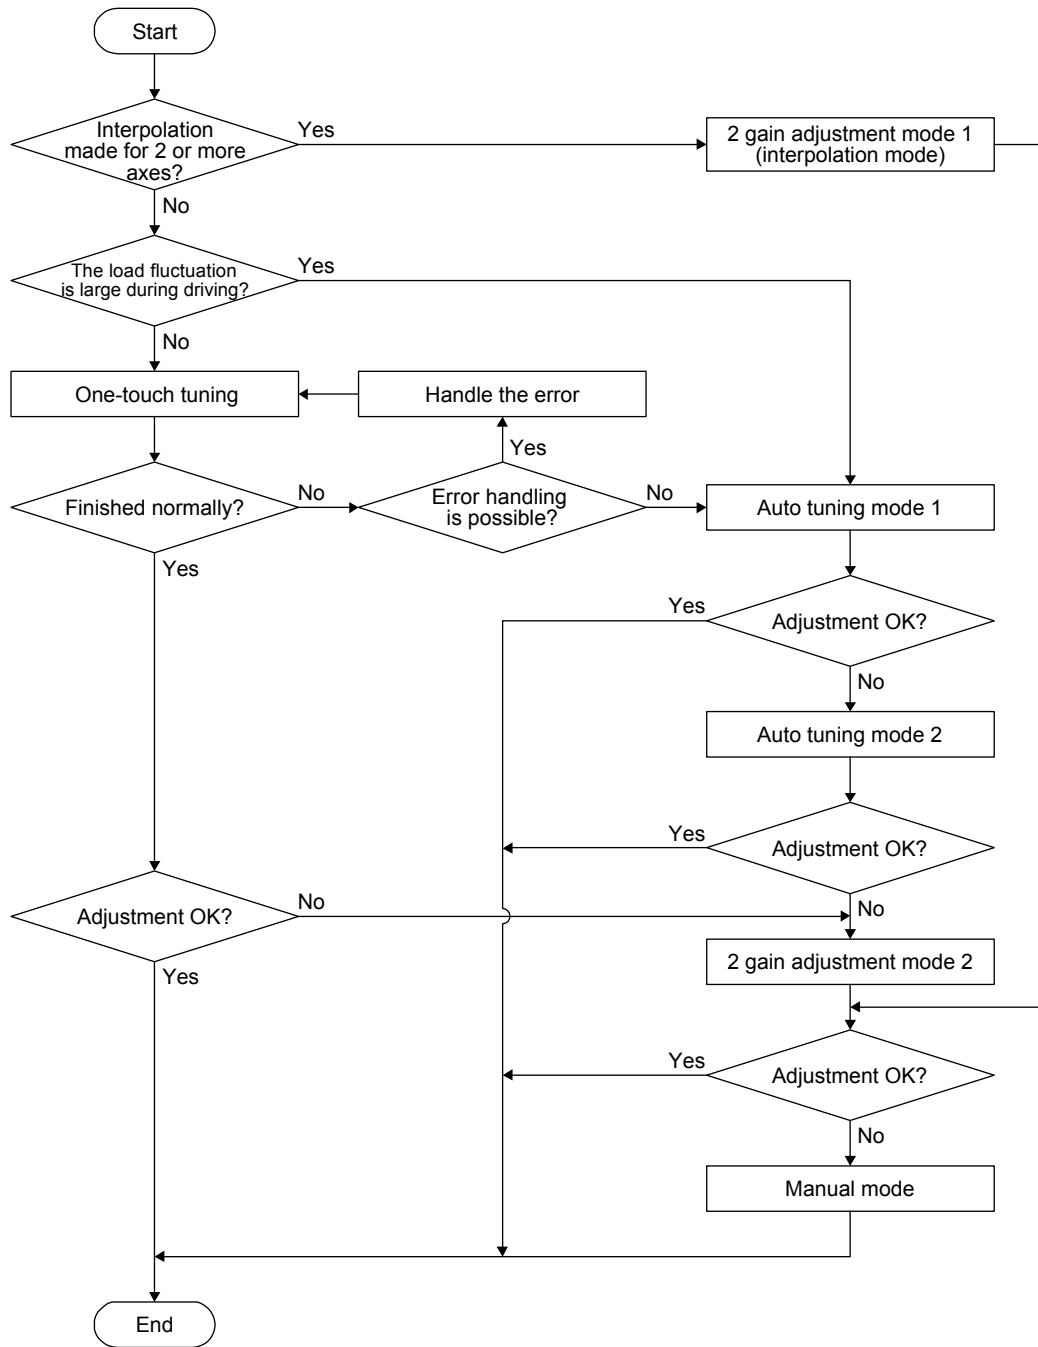 Start
Interpolation
made for 2 or more
axes?
Yes
2 gain adjustment mode 1
(interpolation mode)
No
The load fluctuation
is large during driving?
Yes
No
One-touch tuning
Handle the error
Yes
Finished normally?
No
Error handling
is possible?
No
Auto tuning mode 1
Yes
Yes
Adjustment OK?
No
Auto tuning mode 2
Yes
Adjustment OK?
Adjustment OK?
No
No
2 gain adjustment mode 2
Yes
Yes
Adjustment OK?
No
Manual mode
End